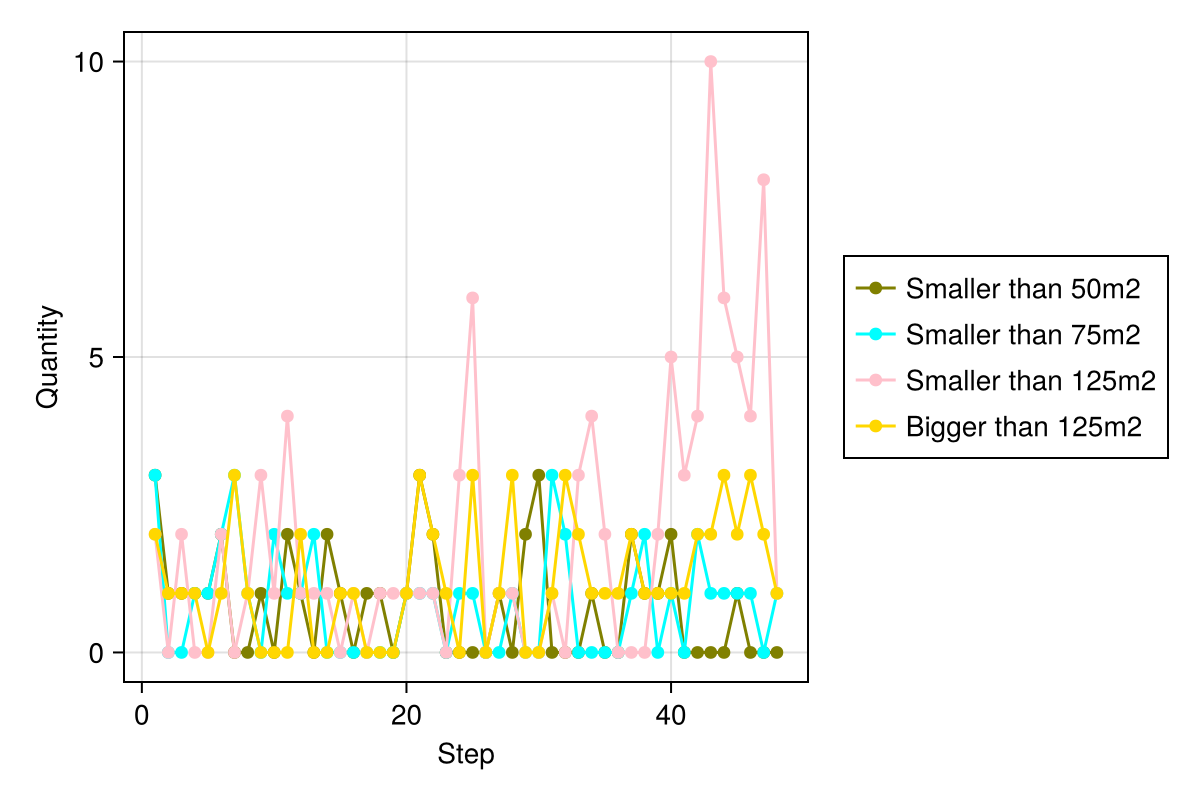 10
5
0
Quantity
0
20
40
Step
Smaller than 50m2
Smaller than 75m2
Smaller than 125m2
Bigger than 125m2